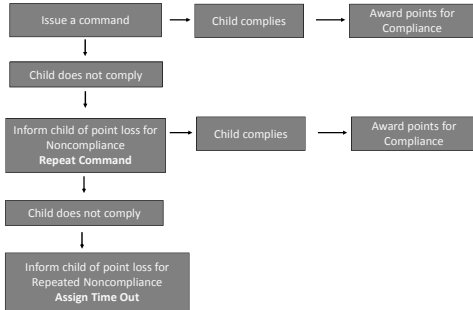 Issue a command
Child complies
Award points for
Compliance
Child does not comply
Inform child of point loss for
Noncompliance
Repeat Command
Child complies
Award points for
Compliance
Child does not comply
Inform child of point loss for
Repeated Noncompliance
Assign Time Out